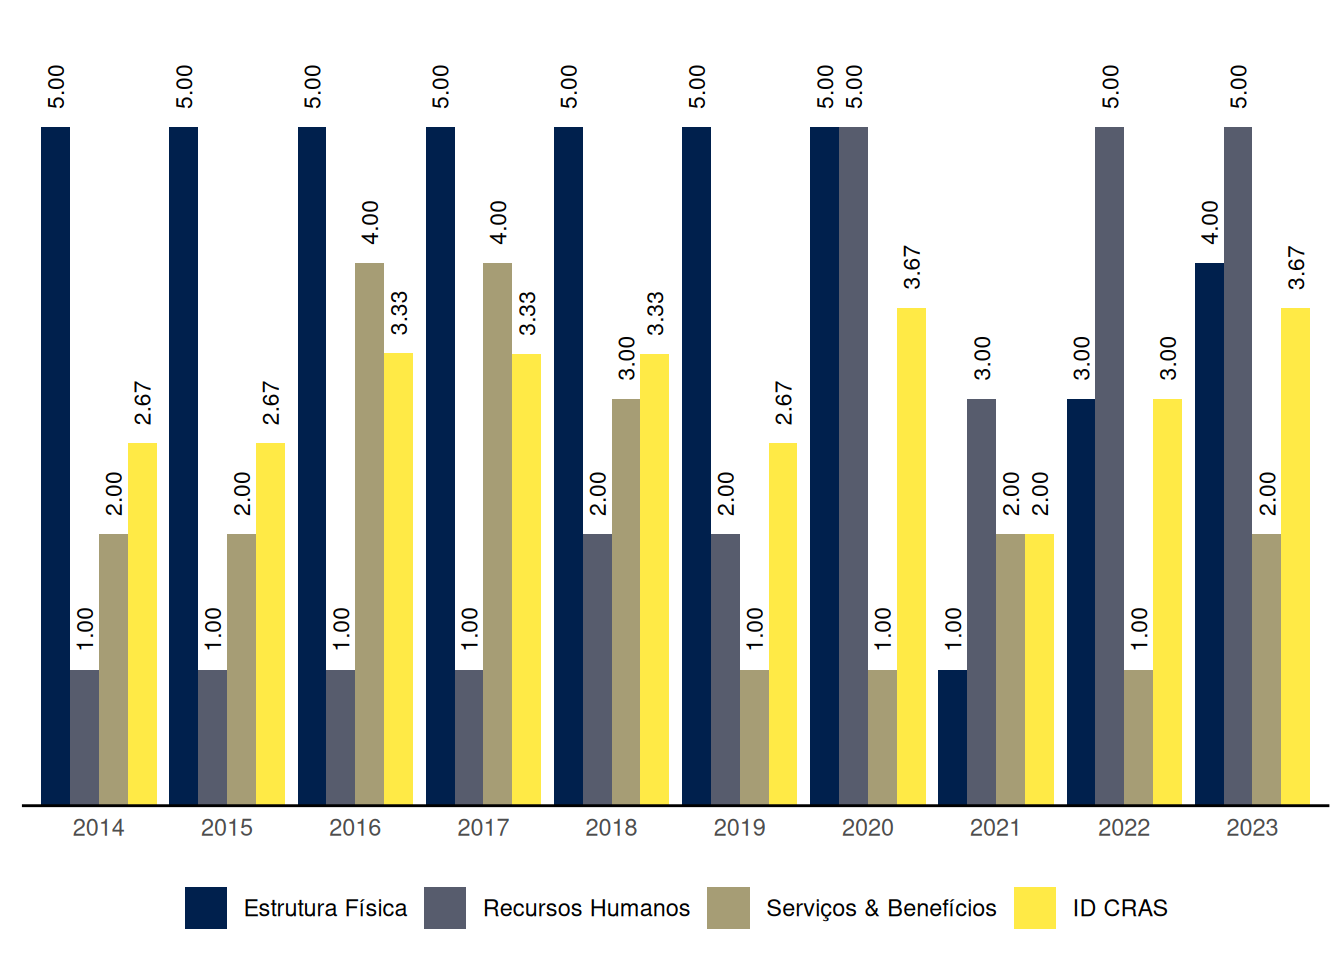 5.00 1.00 2.00 2.67
5.00 1.00 2.00 2.67
5.00 1.00 4.00 3.33
5.00 1.00 4.00 3.33
5.00 2.00 3.00 3.33
5.00 2.00 1.00 2.67
5.00 5.00 1.00 3.67
1.00 3.00 2.00 2.00
3.00 5.00 1.00 3.00
4.00 5.00 2.00 3.67
2014 2015 2016 2017 2018 2019 2020 2021 2022 2023
Estrutura Física Recursos Humanos Serviços & Benefícios ID CRAS